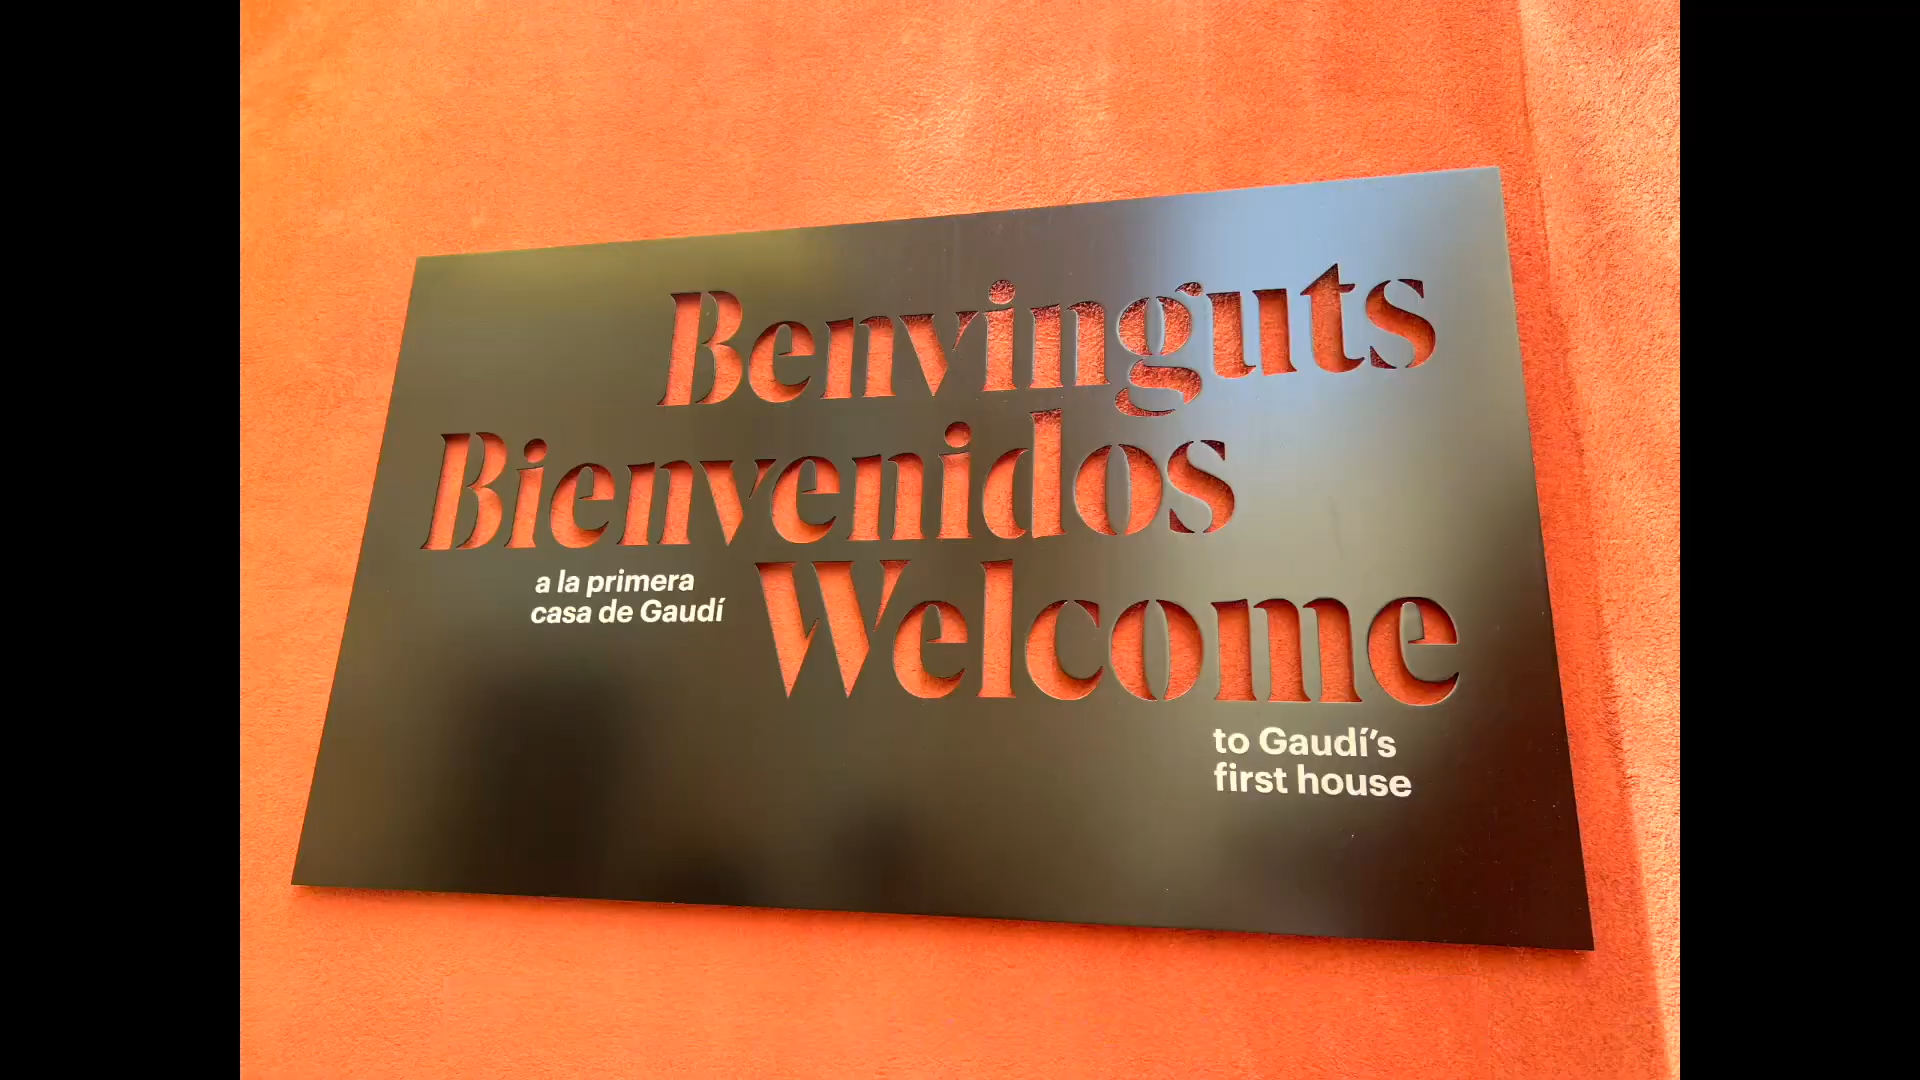 Benvinguts
Bienvenidos
a la primera
casa de Gaudí
Welcome
to Gaudí’s
first house